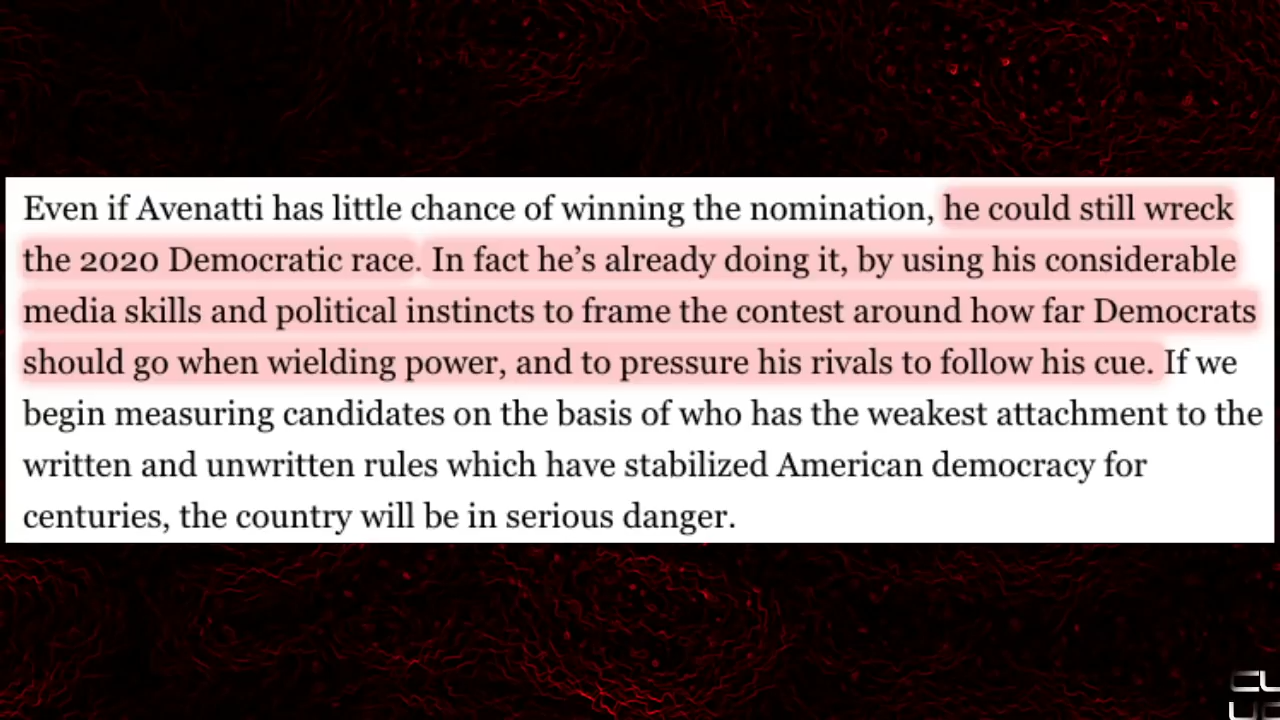 Even if Avenatti has little chance of winning the nomination, he could still wreck
the 2020 Democratic race. In fact he’s already doing it, by using his considerable
media skills and political instincts to frame the contest around how far Democrats
should go when wielding power, and to pressure his rivals to follow his cue. If we
begin measuring candidates on the basis of who has the weakest attachment to the
written and unwritten rules which have stabilized American democracy for
centuries, the country will be in serious danger.